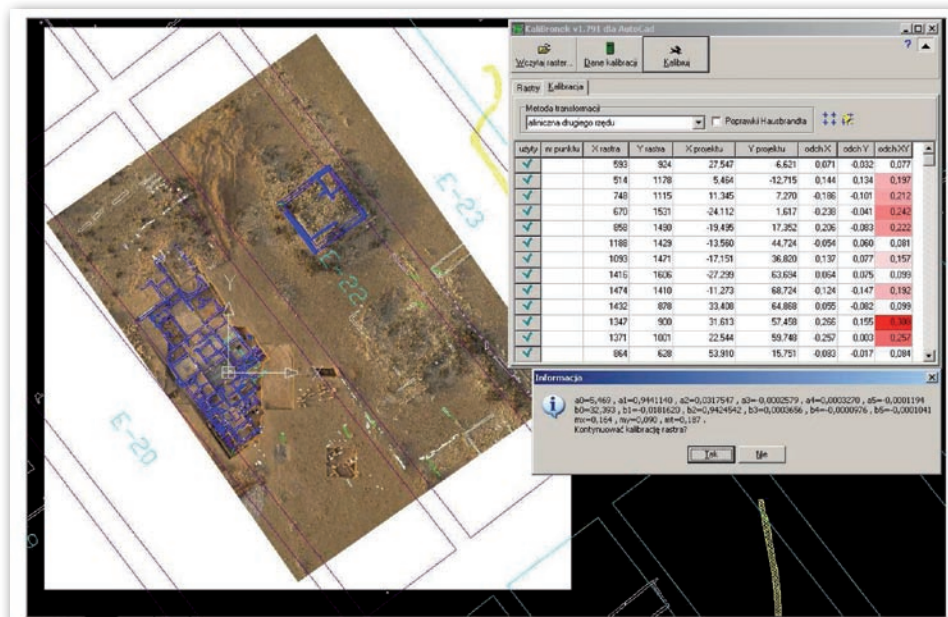 Kalibronek v1.791 dla AutoCad
Wczytaj raster... Dane kalibracji Kalibruj ?
Rastry Kalibracja
Metoda transformacji
afiniczna drugiego rzędu Poprawki Hausbrandta
użyty nr punktu X rastra Y rastra X projektu Y projektu odch X odch Y odch XY
593 924 27,547 -6,621 0,071 -0,032 0,077
514 1178 5,464 -12,715 0,144 0,134 0,197
748 1115 11,345 7,270 -0,186 -0,101 0,212
670 1531 -24,112 1,617 -0,238 -0,041 0,242
858 1490 -19,495 17,352 0,206 -0,083 0,222
1188 1429 -13,560 44,724 -0,054 0,060 0,081
1093 1471 -17,151 36,820 0,137 0,077 0,157
1416 1606 -27,299 63,694 0,064 0,075 0,099
1474 1410 -11,273 68,724 -0,124 -0,147 0,192
1432 878 33,408 64,868 0,055 -0,082 0,099
1347 900 31,613 57,458 0,266 0,155 0,308
1371 1001 22,544 59,748 -0,257 0,003 0,257
864 628 53,910 15,751 -0,083 -0,017 0,084
Informacja
a0=5,469 , a1=0,9441140 , a2=0,0317547 , a3=-0,0002579 , a4=0,0003270 , a5=-0,0001194
b0=32,393 , b1=-0,0181620 , b2=0,9424542 , b3=0,0003656 , b4=-0,0000976 , b5=-0,0001041
mx=0,164 , my=0,090 , mt=0,187 .
Kontynuować kalibrację rastra?
Tak Nie
E-23
E-22
Y
E-20